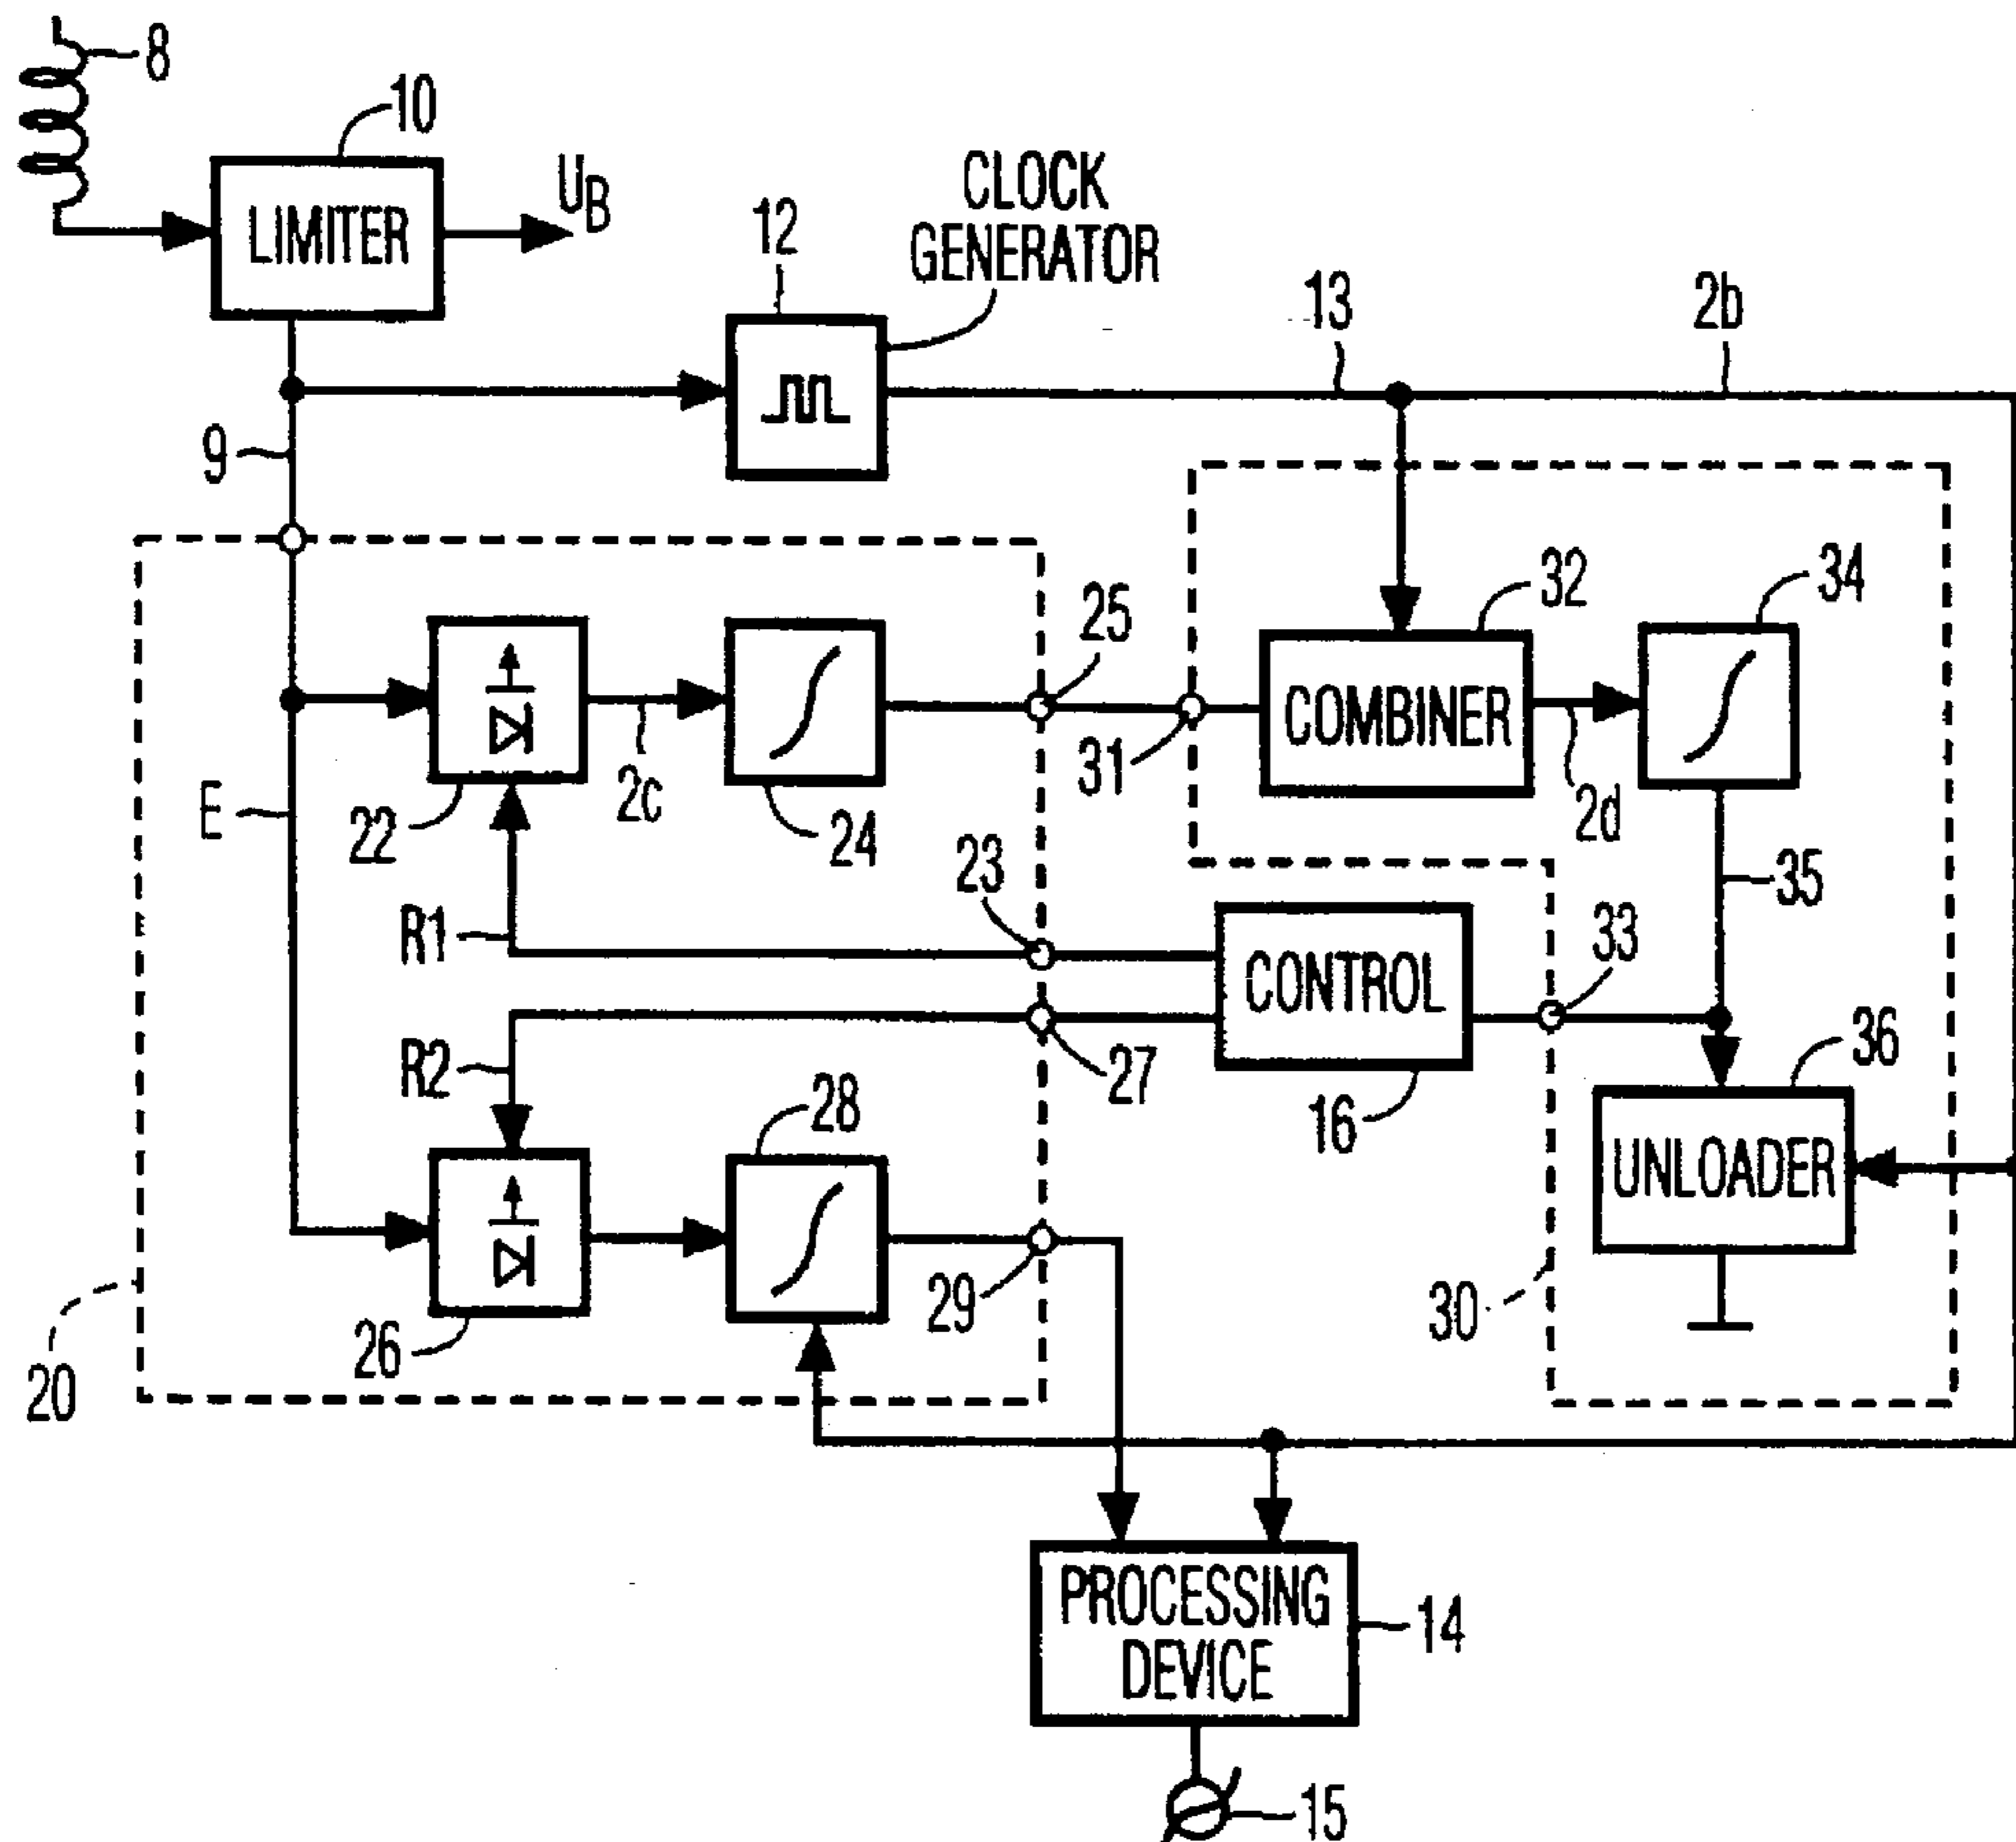 8
10
LIMITER
UB
12
CLOCK
GENERATOR
13
2b
9
25
32
34
COMBINER
31
2c
2d
E
22
24
23
35
R1
33
CONTROL
R2
27
36
28
16
UNLOADER
29
30
26
20
PROCESSING
DEVICE
14
15